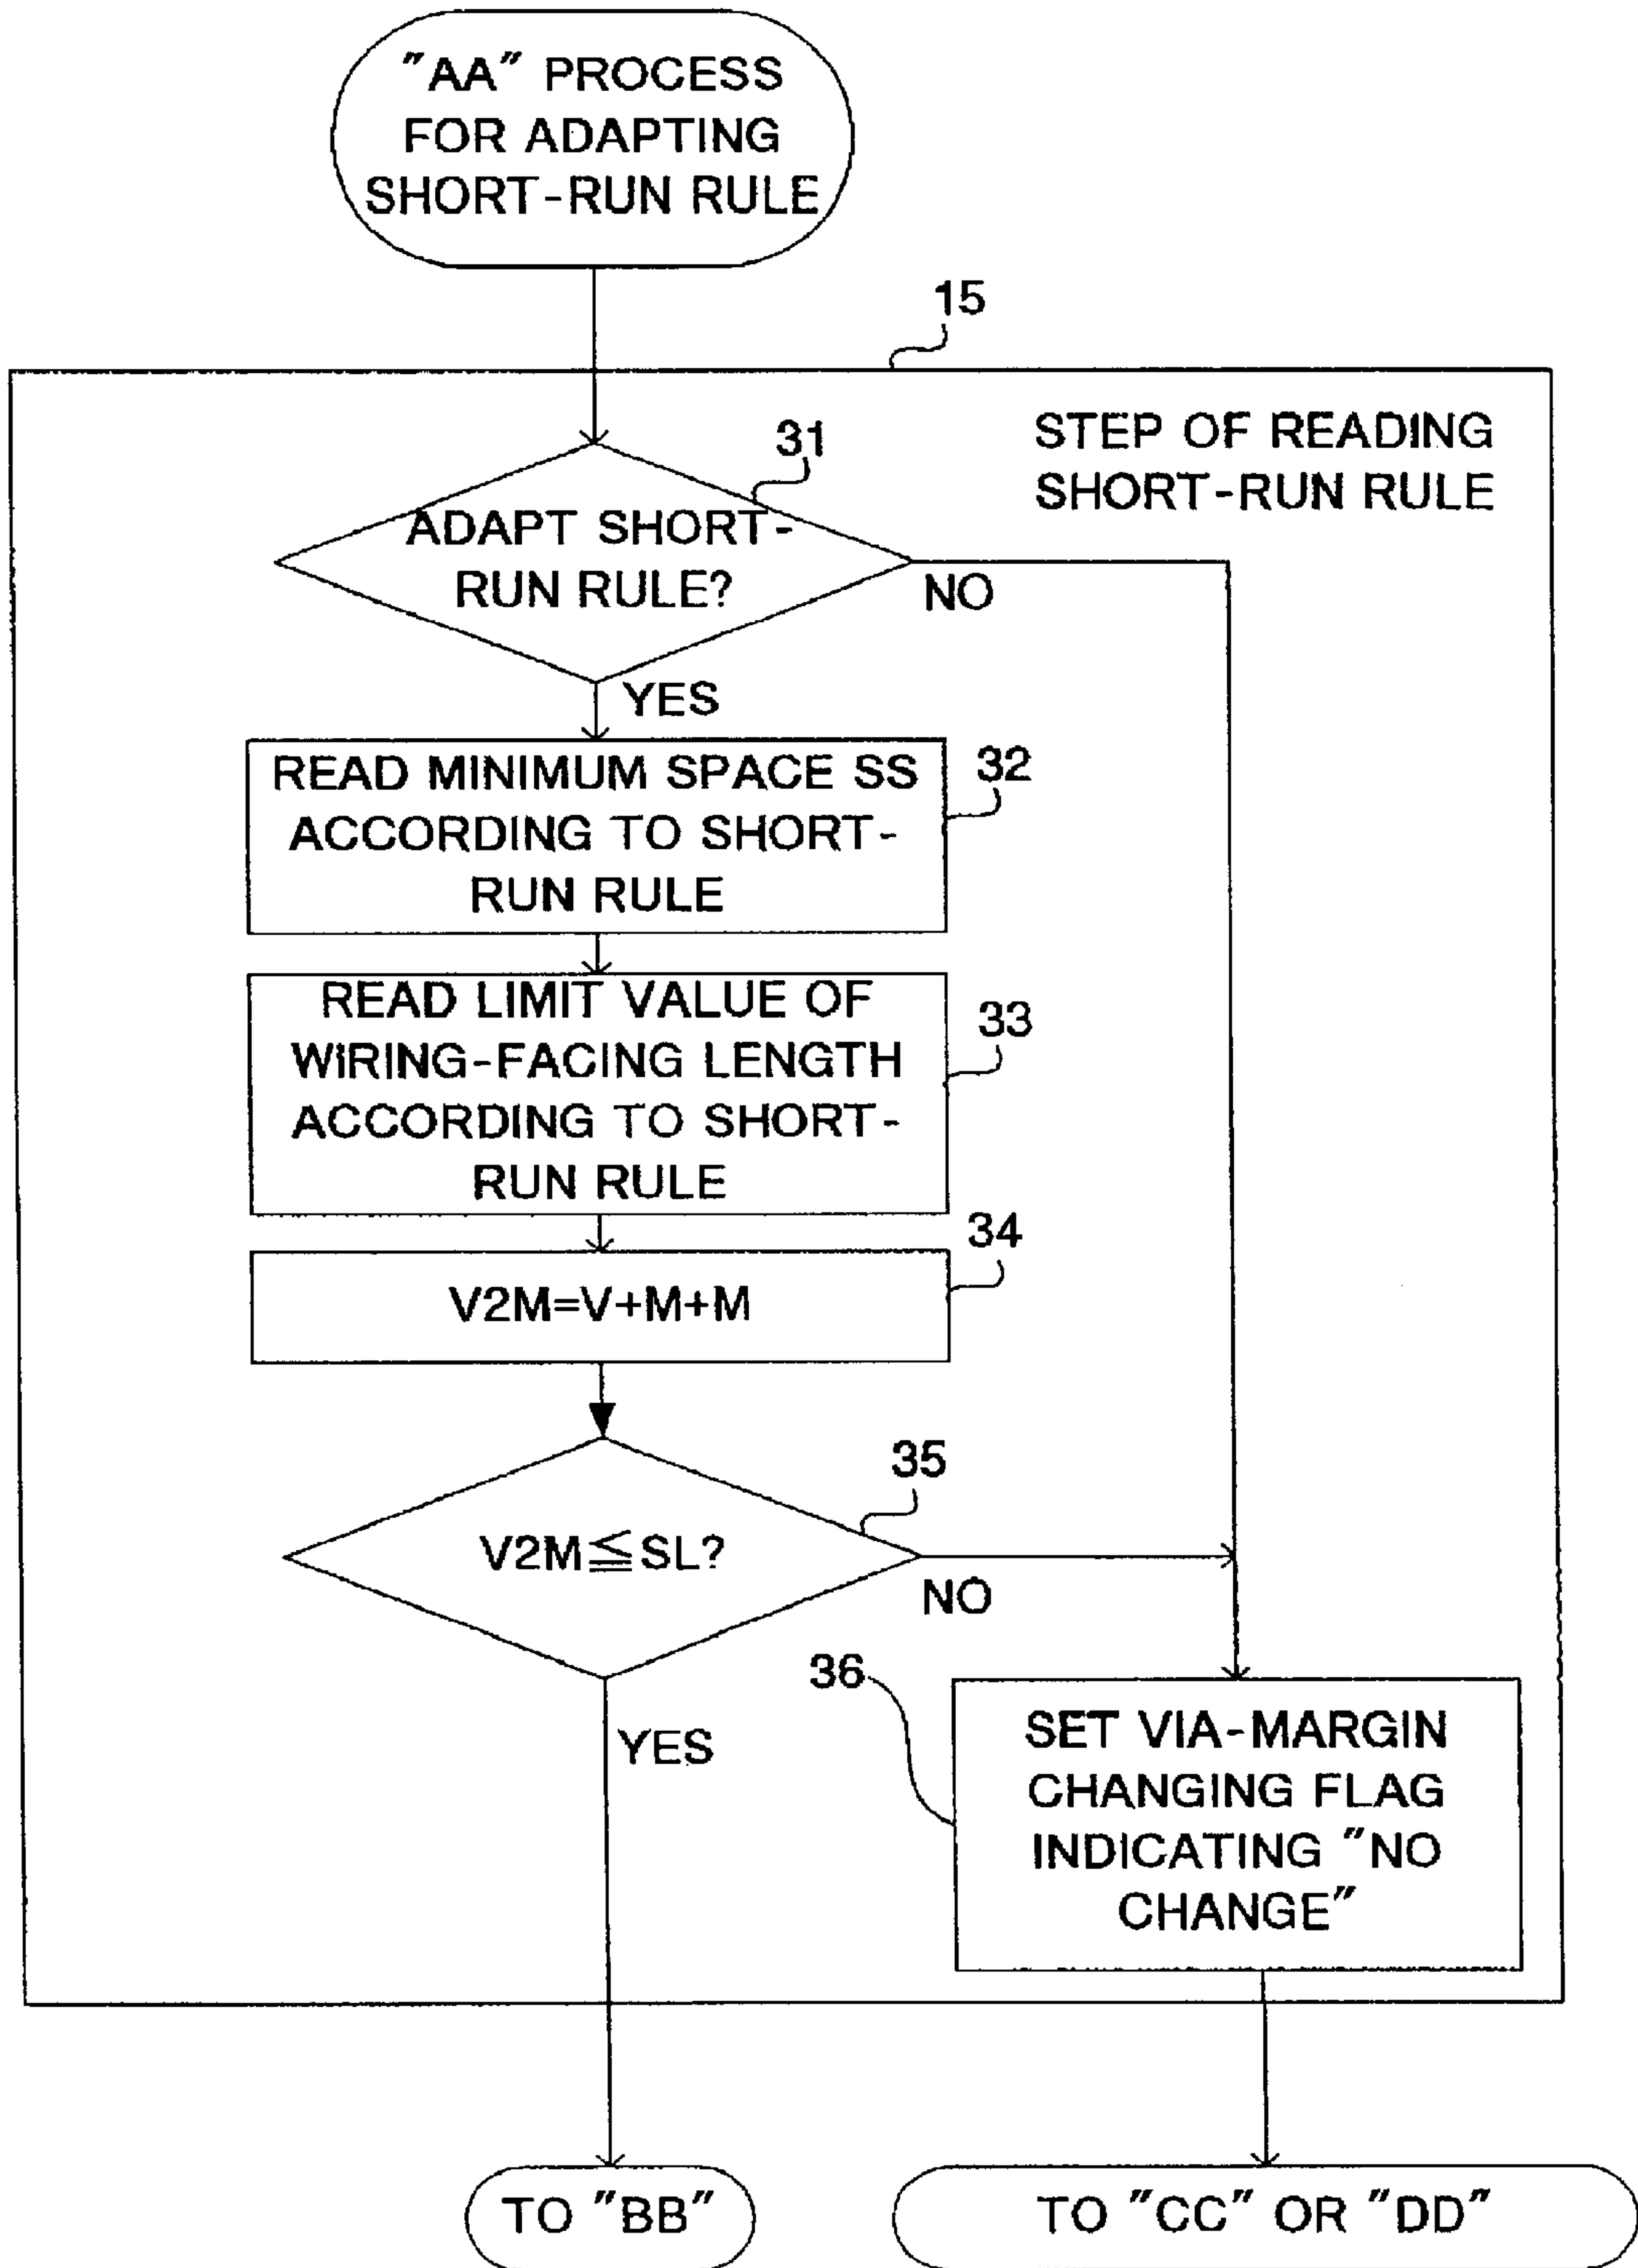 "AA" PROCESS
FOR ADAPTING
SHORT-RUN RULE
15
STEP OF READING
SHORT-RUN RULE
31
ADAPT SHORT-
RUN RULE?
NO
YES
READ MINIMUM SPACE SS
ACCORDING TO SHORT-
RUN RULE
32
READ LIMIT VALUE OF
WIRING-FACING LENGTH
ACCORDING TO SHORT-
RUN RULE
33
34
V2M=V+M+M
35
V2M≦SL?
NO
YES
36
SET VIA-MARGIN
CHANGING FLAG
INDICATING "NO
CHANGE"
TO "BB"
TO "CC" OR "DD"